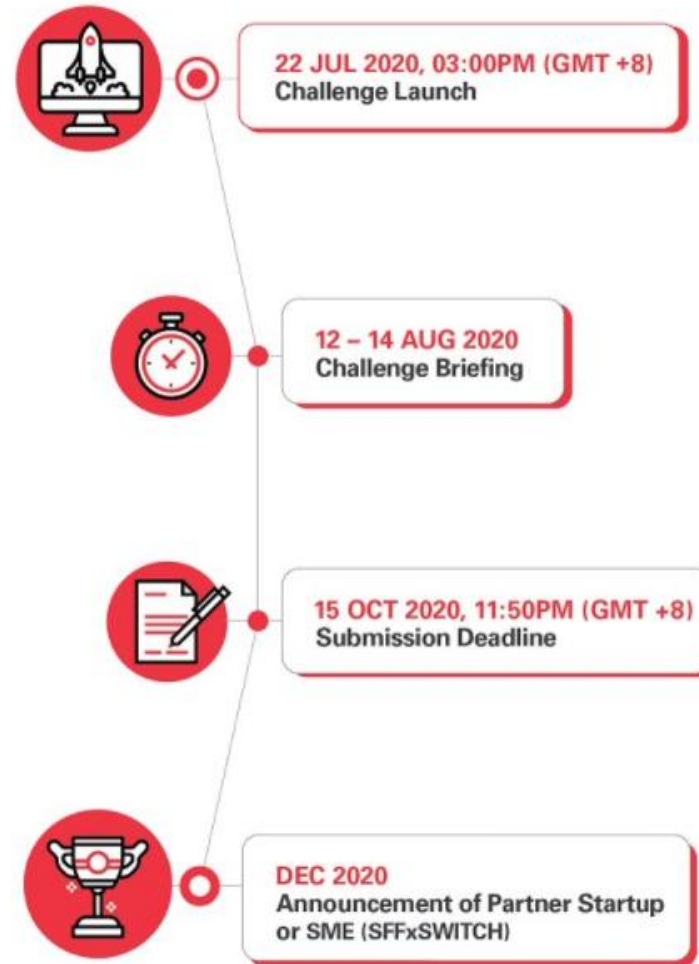 22 JUL 2020, 03:00PM (GMT +8)
Challenge Launch
12 – 14 AUG 2020
Challenge Briefing
15 OCT 2020, 11:50PM (GMT +8)
Submission Deadline
DEC 2020
Announcement of Partner Startup
or SME (SFFxSWITCH)